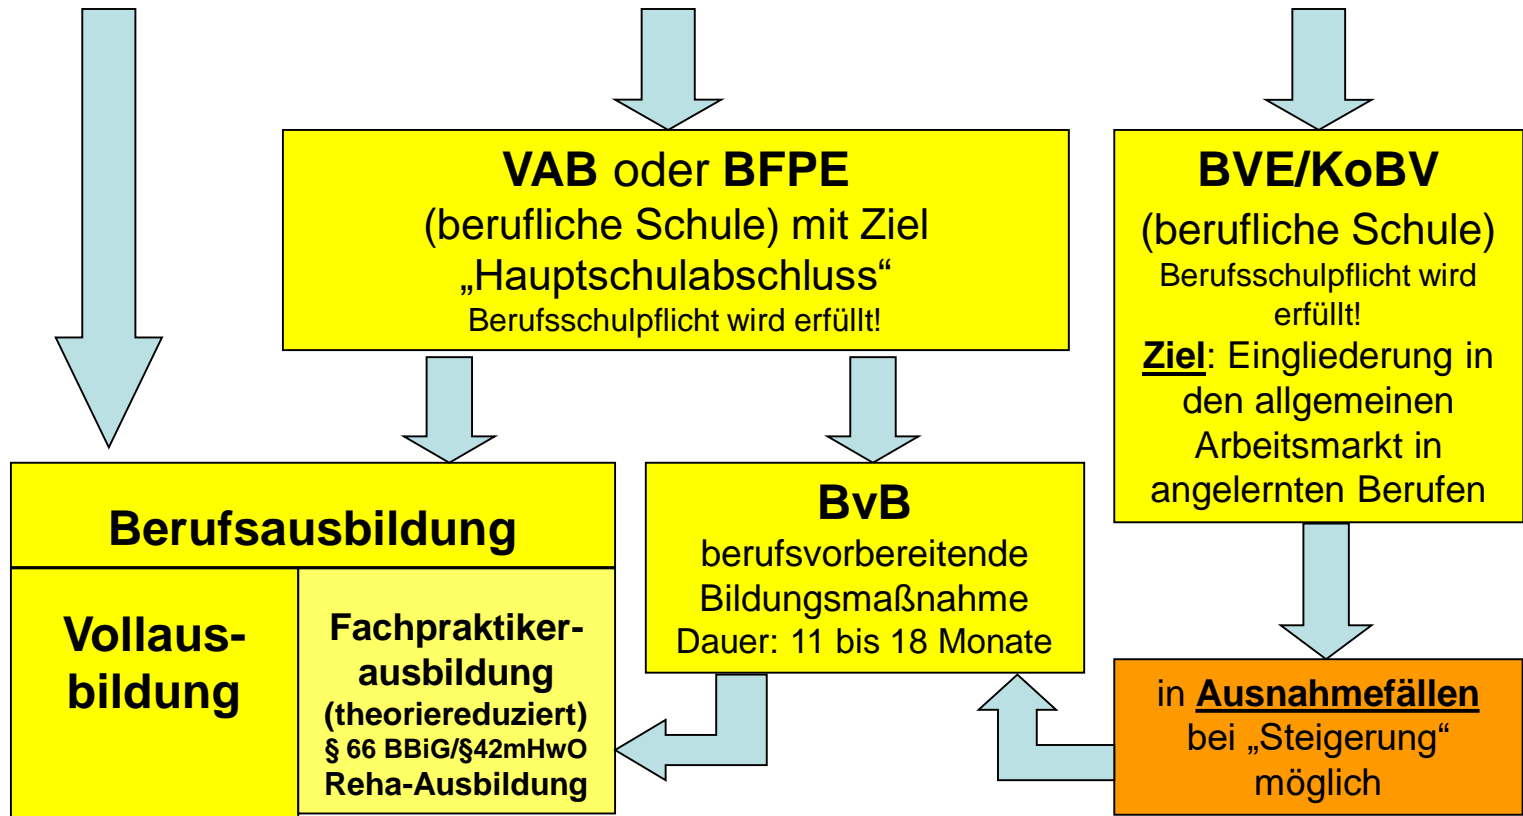 VAB oder BFPE
(berufliche Schule) mit Ziel
„Hauptschulabschluss“
Berufsschulpflicht wird erfüllt!
BVE/KoBV
(berufliche Schule)
Berufsschulpflicht wird
erfüllt!
Ziel: Eingliederung in
den allgemeinen
Arbeitsmarkt in
angelernten Berufen
Berufsausbildung
Vollaus-
bildung
Fachpraktiker-
ausbildung
(theoriereduziert)
§ 66 BBiG/§42mHwO
Reha-Ausbildung
BvB
berufsvorbereitende
Bildungsmaßnahme
Dauer: 11 bis 18 Monate
in Ausnahmefällen
bei „Steigerung“
möglich